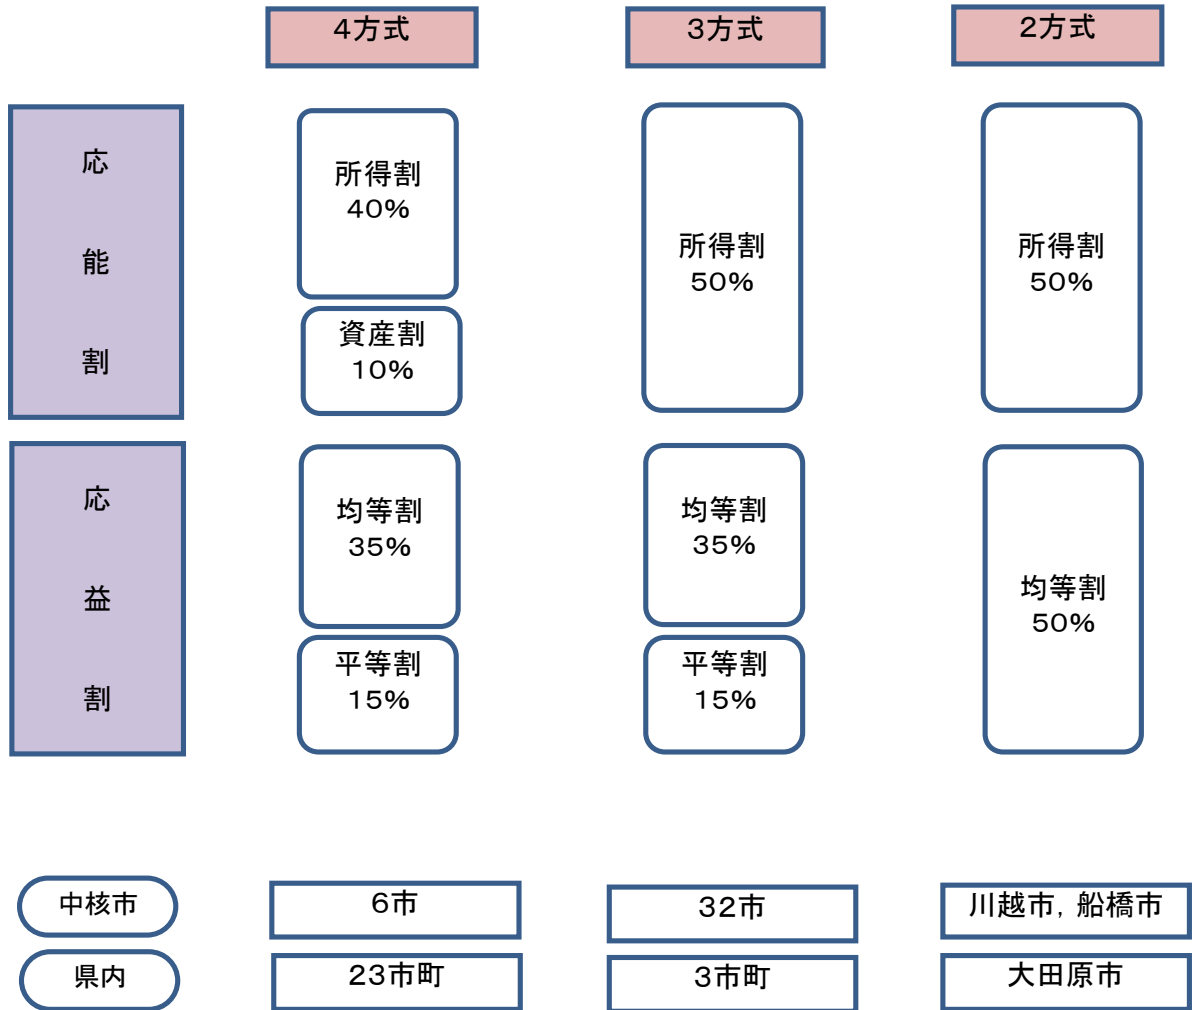 4方式
3方式
2方式
応
能
割
所得割
40%
資産割
10%
所得割
50%
所得割
50%
応
益
割
均等割
35%
平等割
15%
均等割
35%
平等割
15%
均等割
50%
中核市
6市
32市
川越市，船橋市
県内
23市町
3市町
大田原市